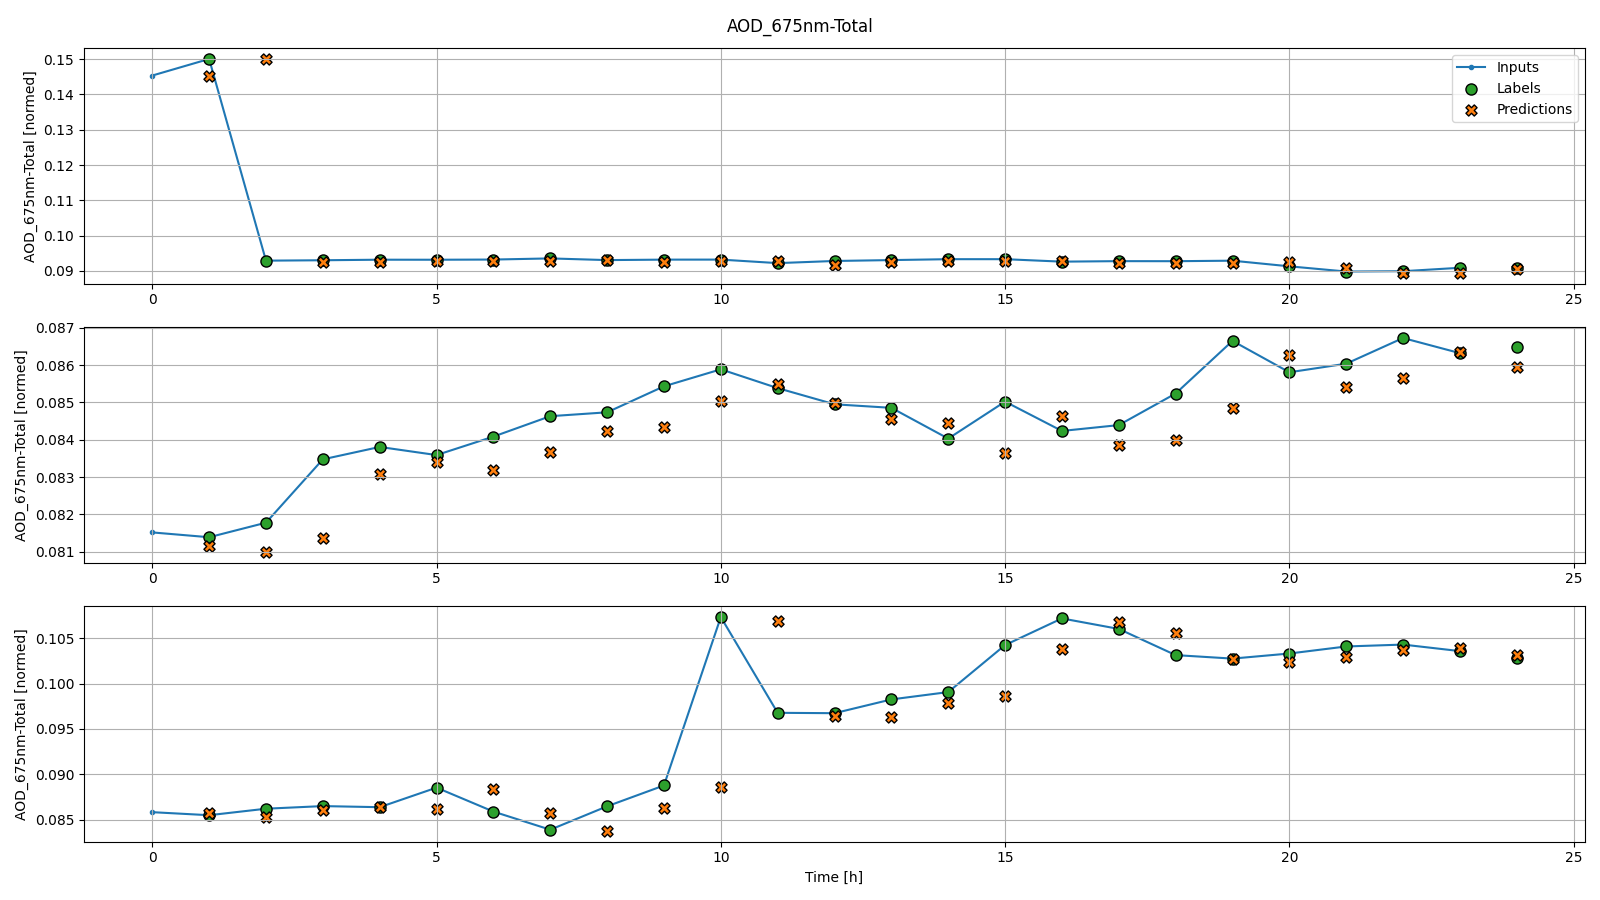 AOD_675nm-Total
AOD_675nm-Total [normed]
0.15
0.14
0.13
0.12
0.11
0.10
0.09
Inputs
Labels
Predictions
0 5 10 15 20 25
AOD_675nm-Total [normed]
0.087
0.086
0.085
0.084
0.083
0.082
0.081
0 5 10 15 20 25
AOD_675nm-Total [normed]
0.105
0.100
0.095
0.090
0.085
0 5 10 15 20 25
Time [h]